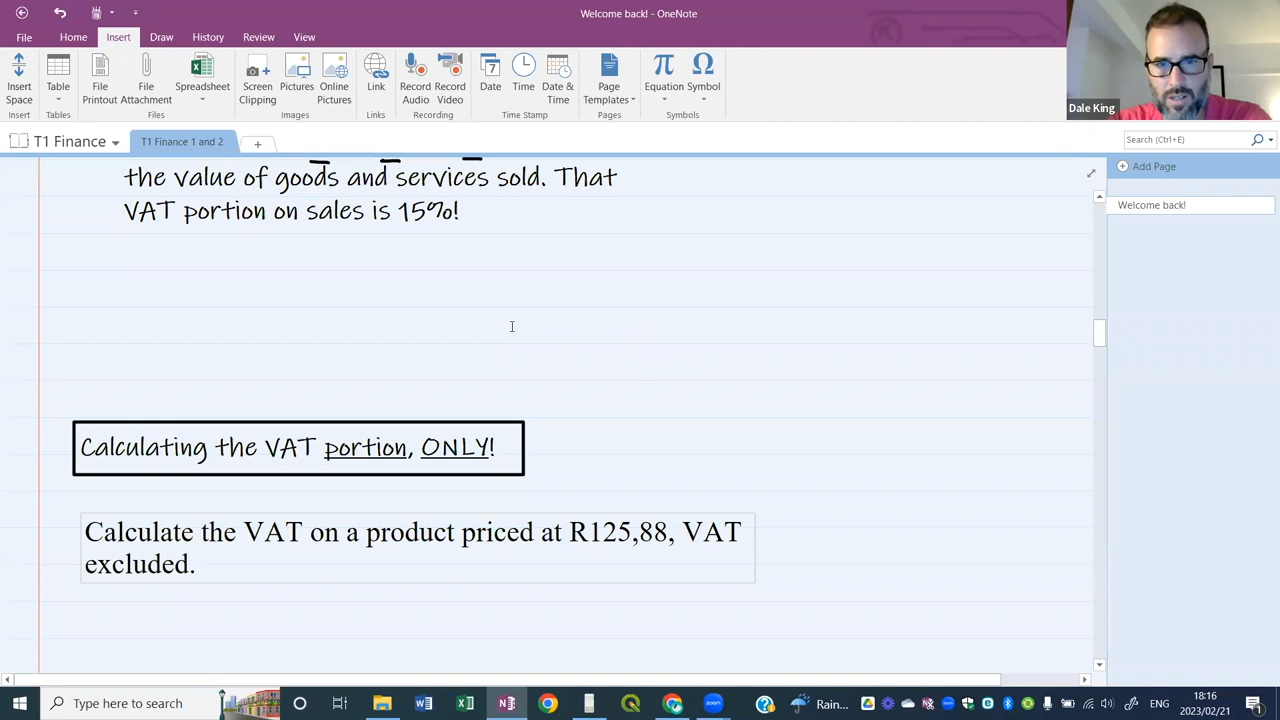 Welcome back! - OneNote
File Home Insert Draw History Review View
Insert Space
Table
File Printout
File Attachment
Spreadsheet
Screen Clipping
Pictures
Online Pictures
Link
Record Audio
Record Video
Date
Time
Date & Time
Page Templates
Equation
Symbol
Insert Tables Files Images Links Recording Time Stamp Pages Symbols
Dale King
T1 Finance
T1 Finance 1 and 2
Search (Ctrl+E)
Add Page
Welcome back!
the value of goods and services sold. That
VAT portion on sales is 15%!
Calculating the VAT portion, ONLY!
Calculate the VAT on a product priced at R125,88, VAT
excluded.
Type here to search
Rain...
ENG
18:16
2023/02/21